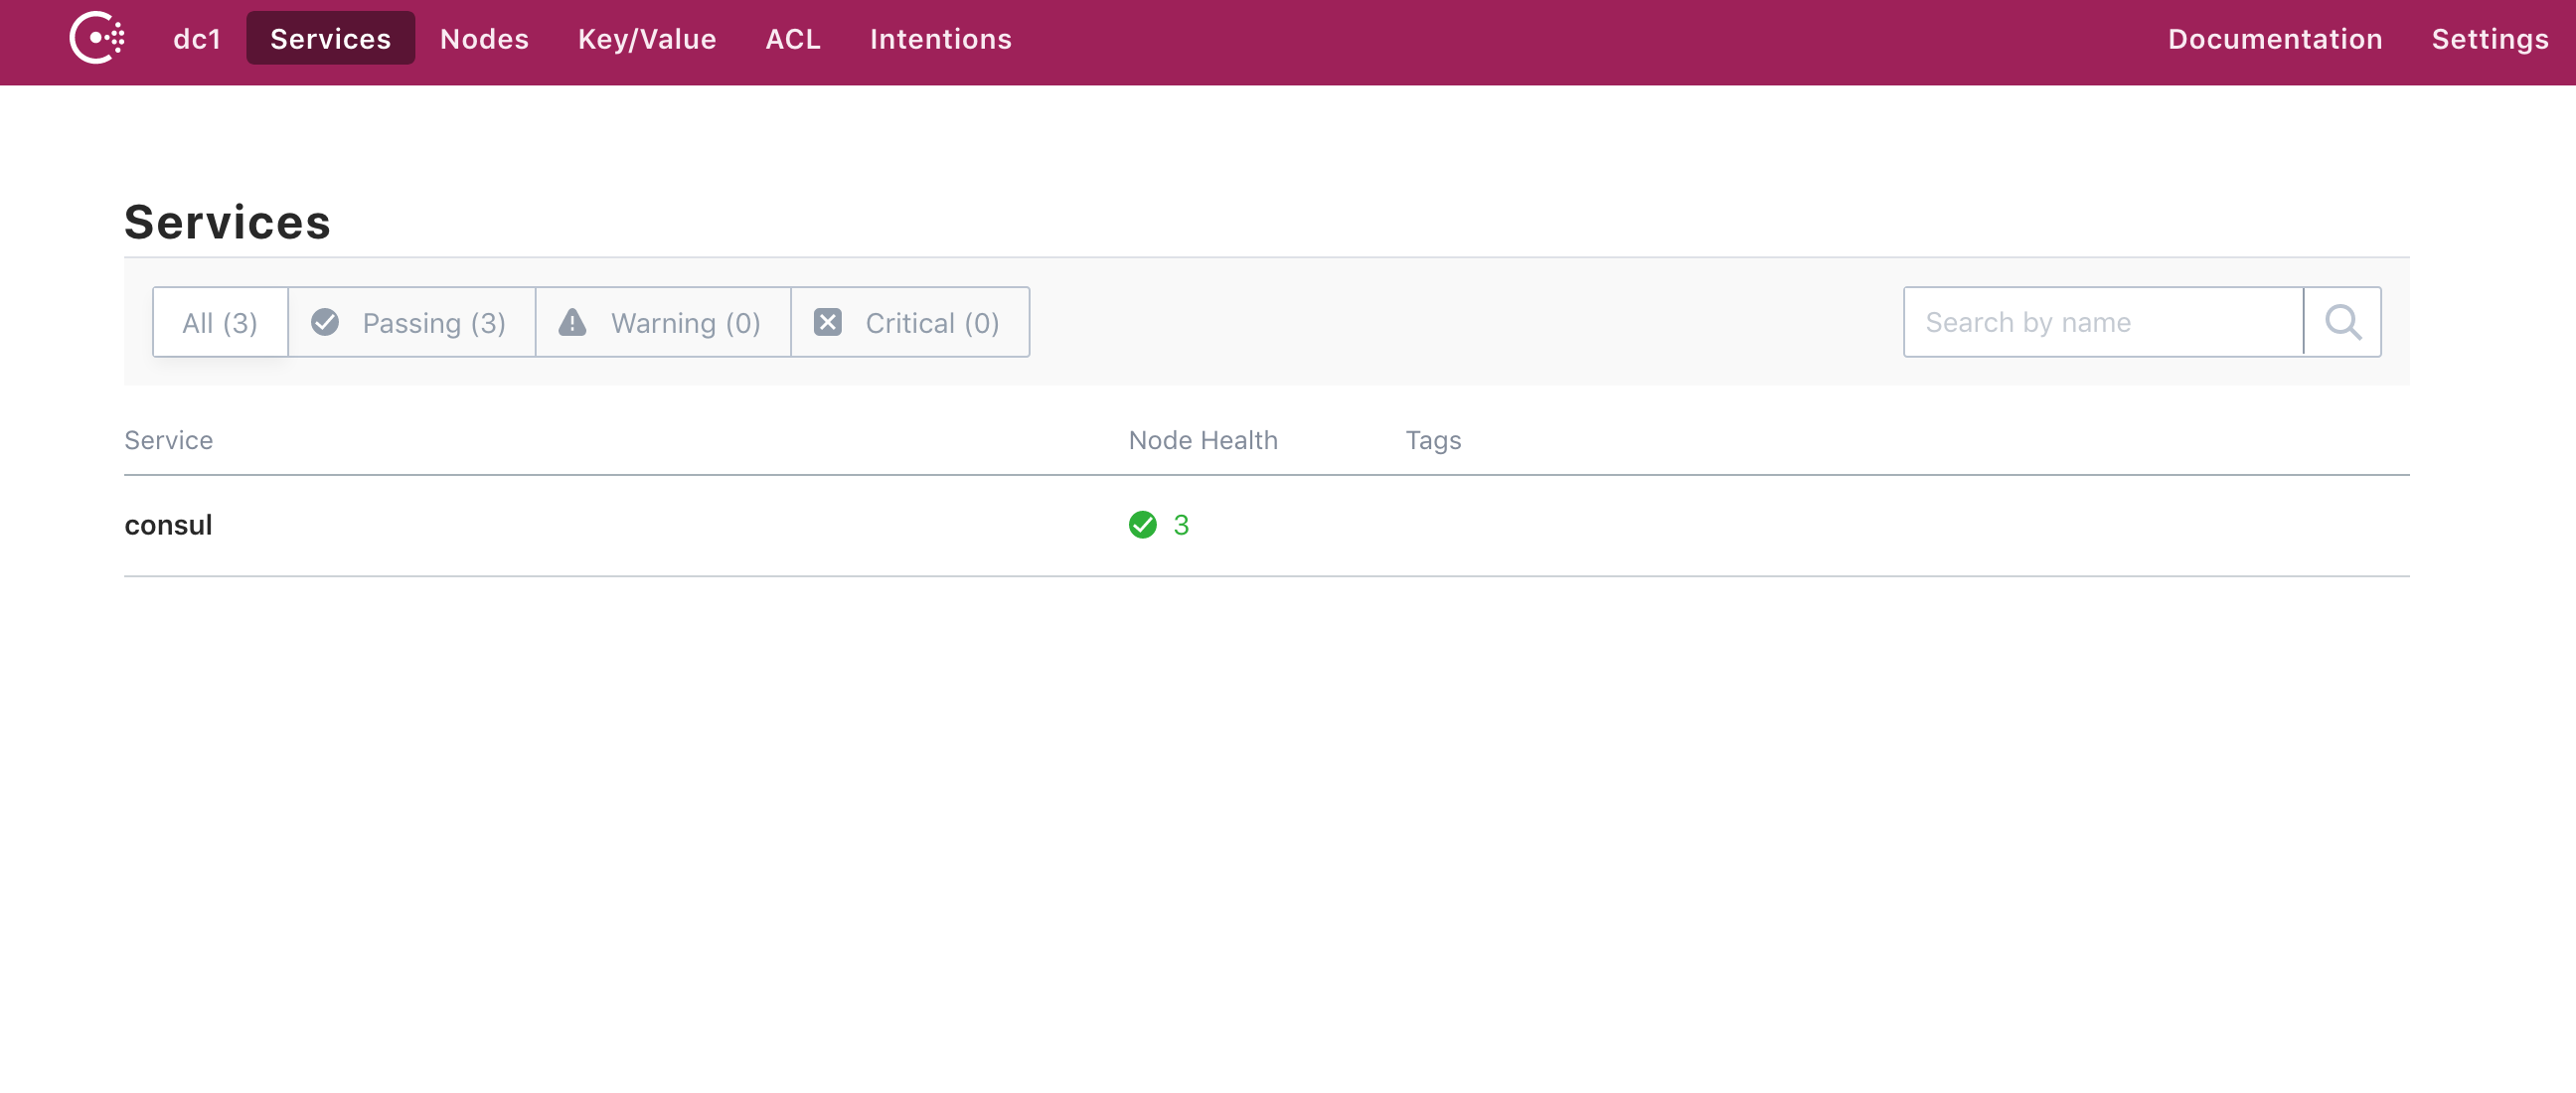 dc1 Services Nodes Key/Value ACL Intentions Documentation Settings
Services
All (3) Passing (3) Warning (0) Critical (0) Search by name
Service Node Health Tags
consul 3